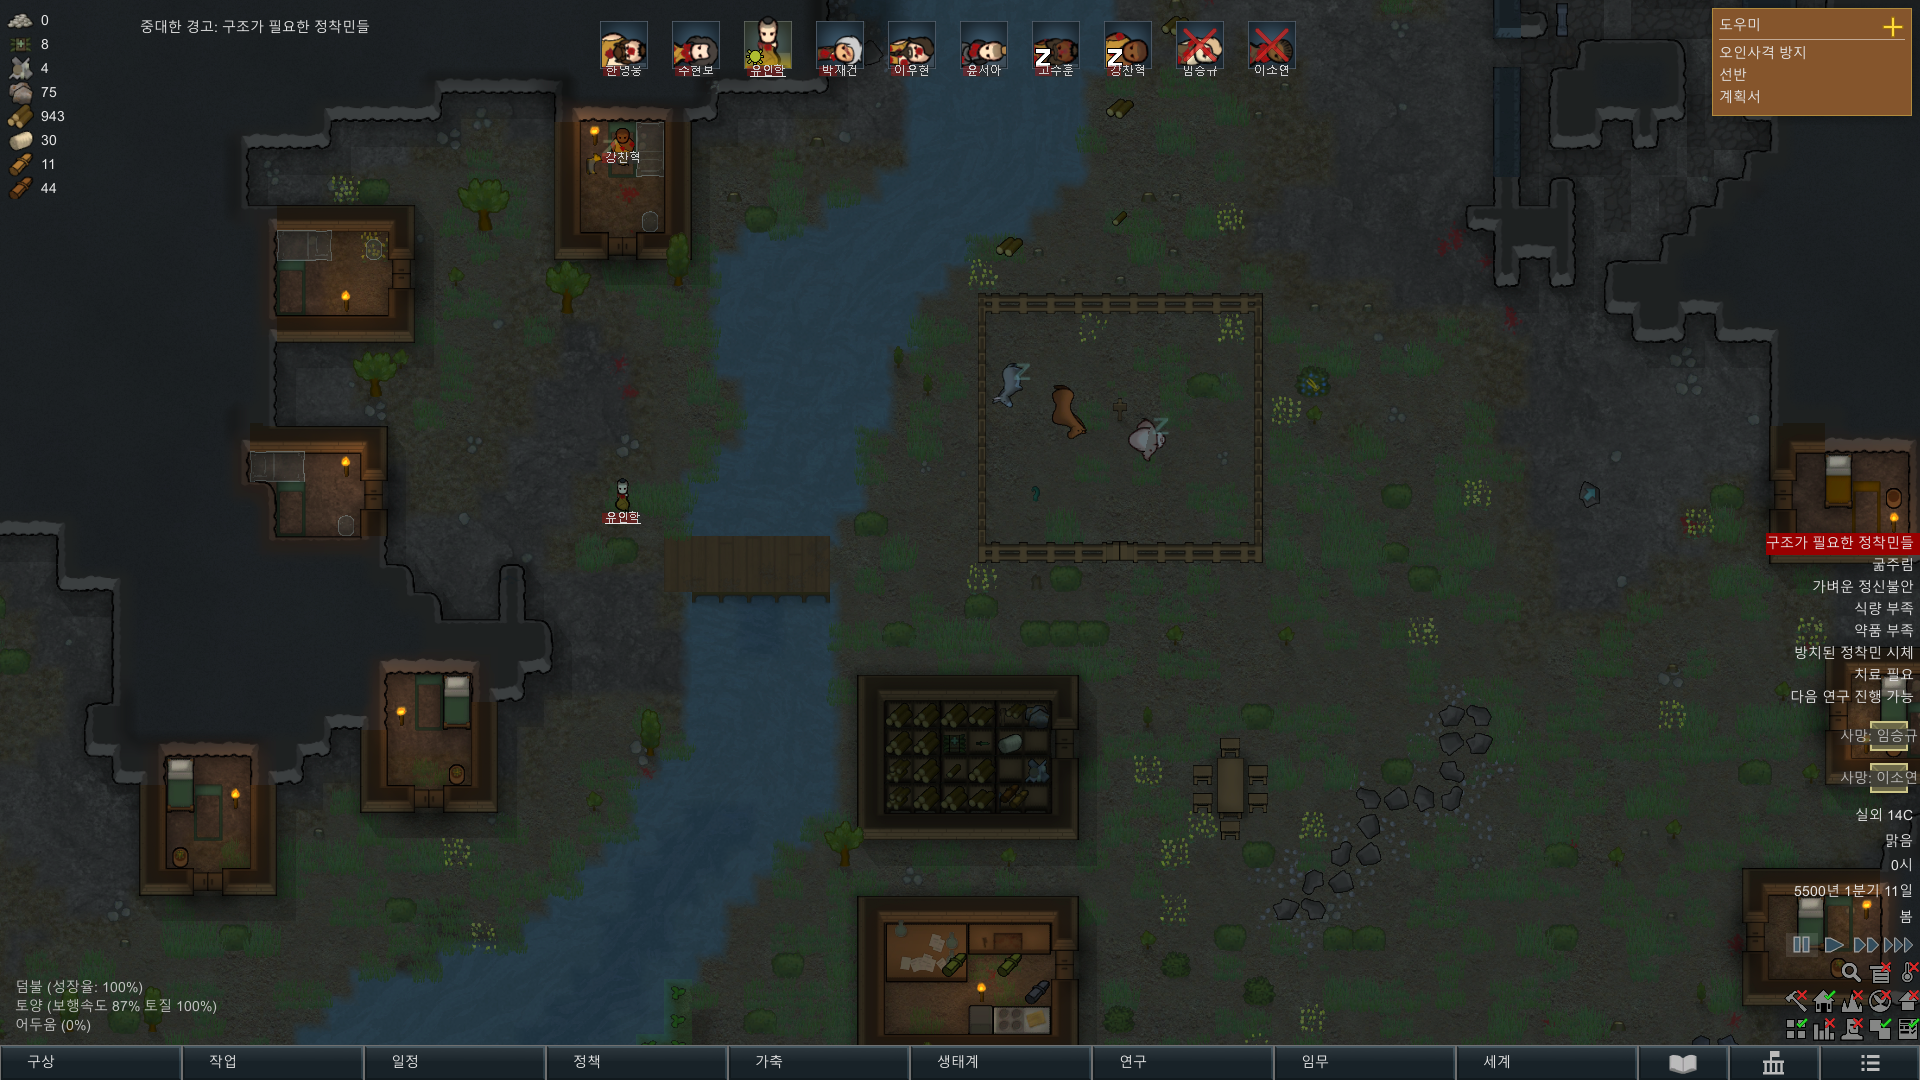 0
8
4
75
943
30
11
44
중대한 경고: 구조가 필요한 정착민들
한영웅
주현보
유인학
박재건
이우현
윤서아
고수훈
강찬혁
임승규
이소연
도우미
오인사격 방지
선반
계획서
강찬혁
유인학
구조가 필요한 정착민들
굶주림
가벼운 정신불안
식량 부족
약품 부족
방치된 정착민 시체
치료 필요
다음 연구 진행 가능
사망: 임승규
사망: 이소연
실외 14C
맑음
0시
5500년 1분기 11일
봄
덤불 (성장율: 100%)
토양 (보행속도 87% 토질 100%)
어두움 (0%)
구상
작업
일정
정책
가축
생태계
연구
임무
세계